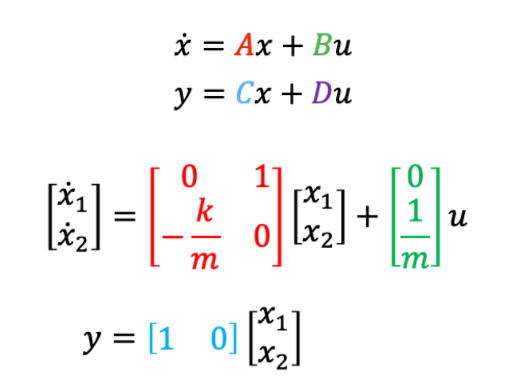 ẋ = Ax + Bu
y = Cx + Du
[ẋ₁; ẋ₂] = [0 1; −k/m 0] [x₁; x₂] + [0; 1/m] u
y = [1 0] [x₁; x₂]